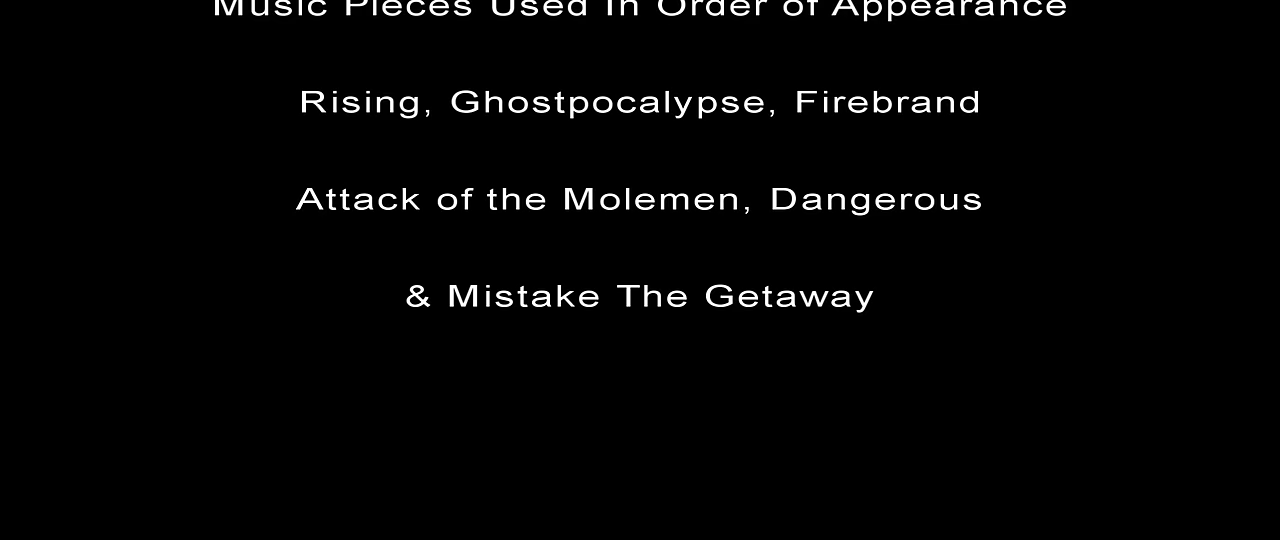 Music Pieces Used In Order of Appearance
Rising, Ghostpocalypse, Firebrand
Attack of the Molemen, Dangerous
& Mistake The Getaway